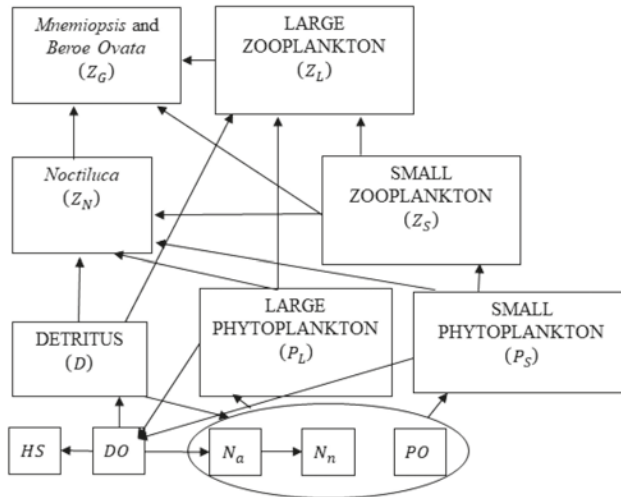 Mnemiopsis and
Beroe Ovata
(Z_G)
LARGE
ZOOPLANKTON
(Z_L)
Noctiluca
(Z_N)
SMALL
ZOOPLANKTON
(Z_S)
DETRITUS
(D)
LARGE
PHYTOPLANKTON
(P_L)
SMALL
PHYTOPLANKTON
(P_S)
HS
DO
N_a
N_n
PO